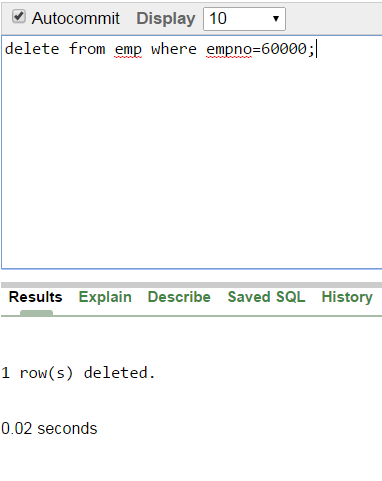 Autocommit Display 10
delete from emp where empno=60000;
Results Explain Describe Saved SQL History
1 row(s) deleted.
0.02 seconds